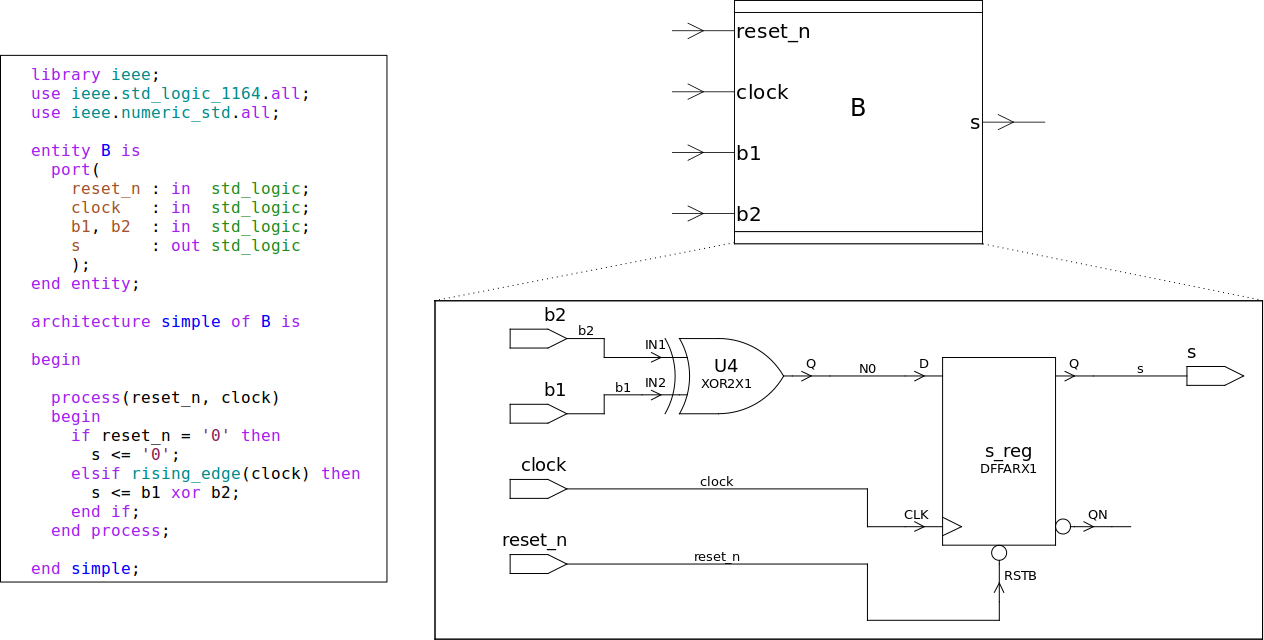 library ieee;
use ieee.std_logic_1164.all;
use ieee.numeric_std.all;
entity B is
port(
reset_n : in std_logic;
clock : in std_logic;
b1, b2 : in std_logic;
s : out std_logic
);
end entity;
architecture simple of B is
begin
process(reset_n, clock)
begin
if reset_n = '0' then
s <= '0';
elsif rising_edge(clock) then
s <= b1 xor b2;
end if;
end process;
end simple;
reset_n
clock
b1
b2
B
s
b2
b2
IN1
b1
b1
IN2
U4
XOR2X1
Q
N0
D
Q
s
s
s_reg
DFFARX1
clock
clock
CLK
QN
reset_n
reset_n
RSTB